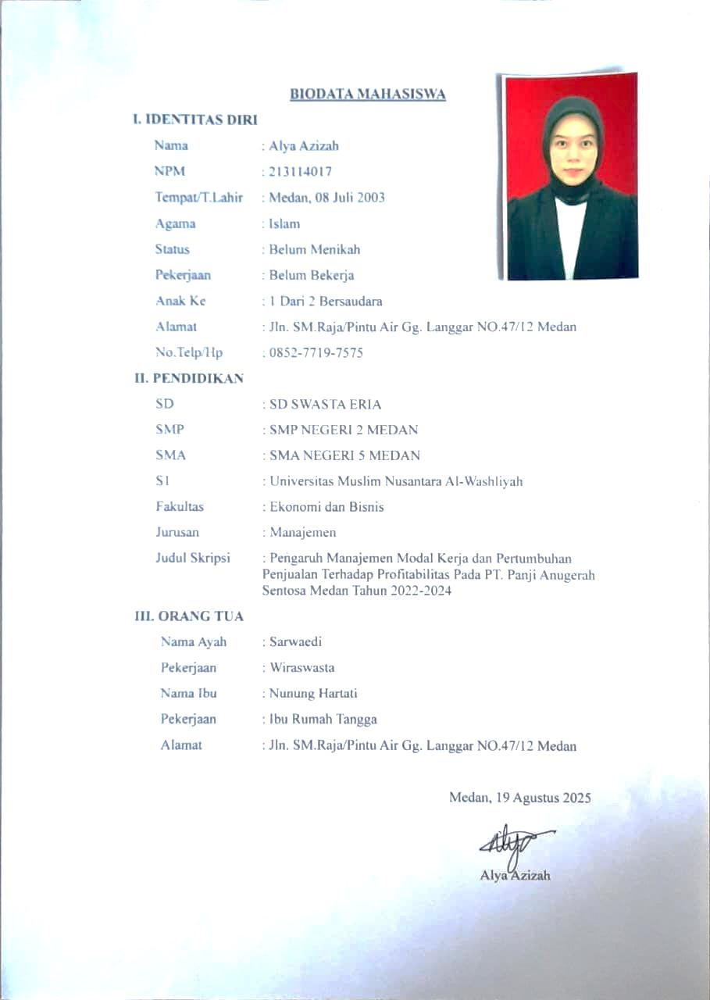 BIODATA MAHASISWA
I. IDENTITAS DIRI
Nama : Alya Azizah
NPM : 213114017
Tempat/T.Lahir : Medan, 08 Juli 2003
Agama : Islam
Status : Belum Menikah
Pekerjaan : Belum Bekerja
Anak Ke : 1 Dari 2 Bersaudara
Alamat : Jln. SM.Raja/Pintu Air Gg. Langgar NO.47/12 Medan
No.Telp/Hp : 0852-7719-7575
II. PENDIDIKAN
SD : SD SWASTA ERIA
SMP : SMP NEGERI 2 MEDAN
SMA : SMA NEGERI 5 MEDAN
S1 : Universitas Muslim Nusantara Al-Washliyah
Fakultas : Ekonomi dan Bisnis
Jurusan : Manajemen
Judul Skripsi : Pengaruh Manajemen Modal Kerja dan Pertumbuhan
Penjualan Terhadap Profitabilitas Pada PT. Panji Anugerah
Sentosa Medan Tahun 2022-2024
III. ORANG TUA
Nama Ayah : Sarwaedi
Pekerjaan : Wiraswasta
Nama Ibu : Nunung Hartati
Pekerjaan : Ibu Rumah Tangga
Alamat : Jln. SM.Raja/Pintu Air Gg. Langgar NO.47/12 Medan
Medan, 19 Agustus 2025
Alya
Alya Azizah